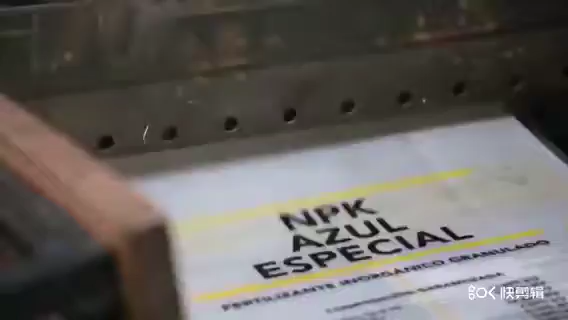 NPK
AZUL
ESPECIAL
FERTILIZANTE INORGÁNICO GRANULADO
快剪辑